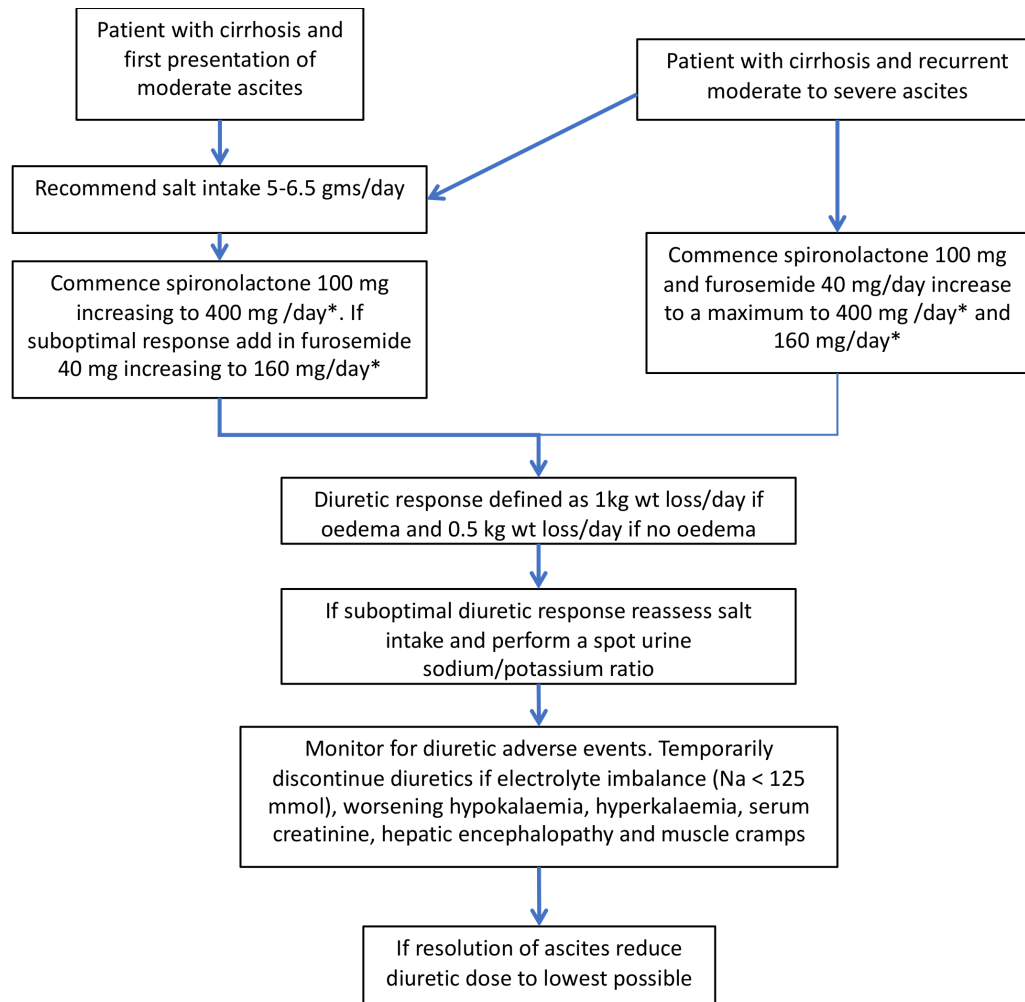 Patient with cirrhosis and
first presentation of
moderate ascites
Patient with cirrhosis and recurrent
moderate to severe ascites
Recommend salt intake 5-6.5 gms/day
Commence spironolactone 100 mg
increasing to 400 mg /day*. If
suboptimal response add in furosemide
40 mg increasing to 160 mg/day*
Commence spironolactone 100 mg
and furosemide 40 mg/day increase
to a maximum to 400 mg /day* and
160 mg/day*
Diuretic response defined as 1kg wt loss/day if
oedema and 0.5 kg wt loss/day if no oedema
If suboptimal diuretic response reassess salt
intake and perform a spot urine
sodium/potassium ratio
Monitor for diuretic adverse events. Temporarily
discontinue diuretics if electrolyte imbalance (Na < 125
mmol), worsening hypokalaemia, hyperkalaemia, serum
creatinine, hepatic encephalopathy and muscle cramps
If resolution of ascites reduce
diuretic dose to lowest possible